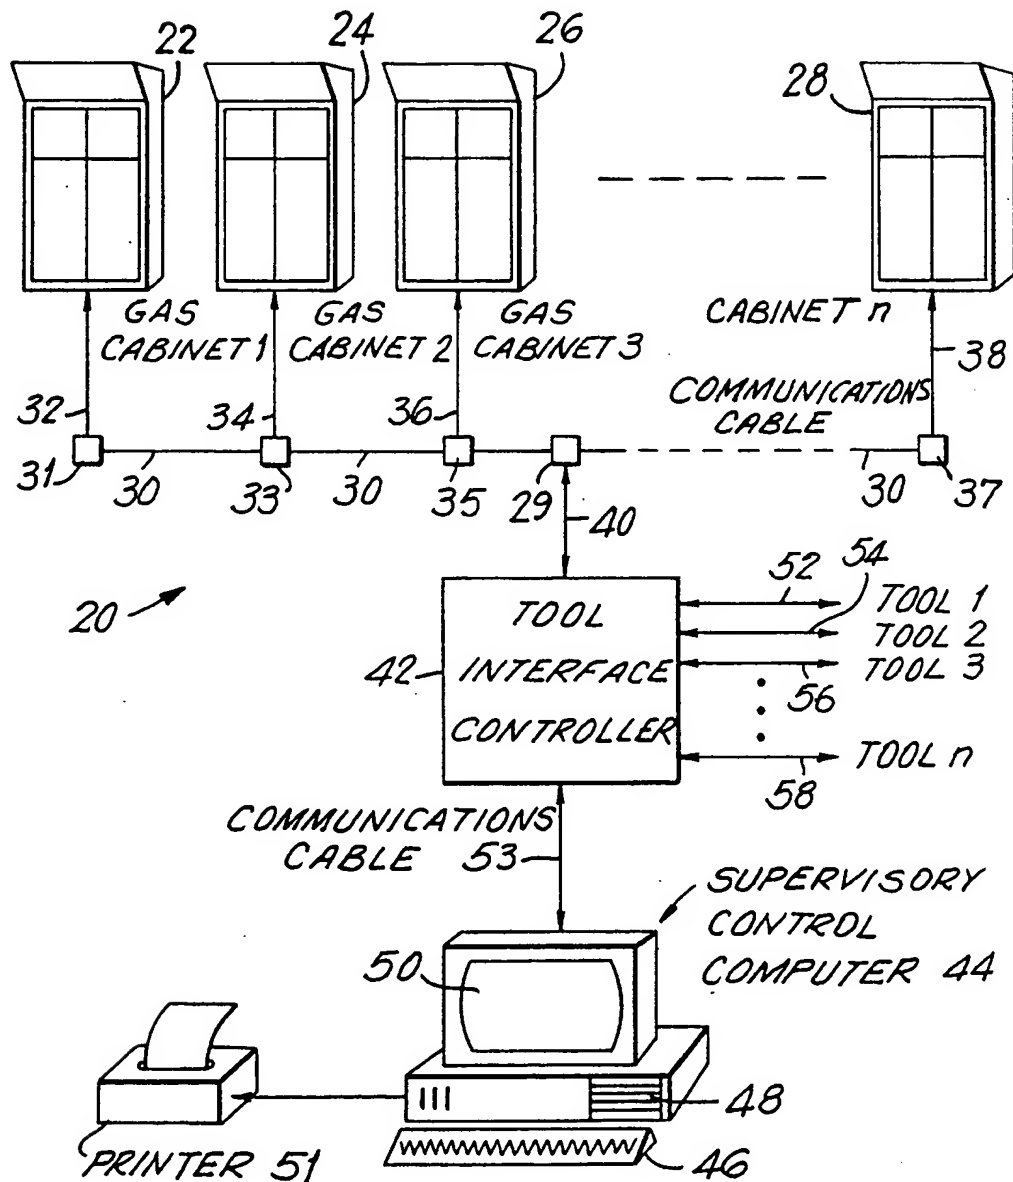 22
24
26
28
GAS CABINET 1
GAS CABINET 2
GAS CABINET 3
CABINET n
32
34
36
38
COMMUNICATIONS CABLE
31
30
33
30
35
29
30
37
40
20
42
TOOL
INTERFACE
CONTROLLER
52
54
TOOL 1
TOOL 2
TOOL 3
56
TOOL n
58
COMMUNICATIONS
CABLE 53
SUPERVISORY
CONTROL
COMPUTER 44
50
48
46
PRINTER 51